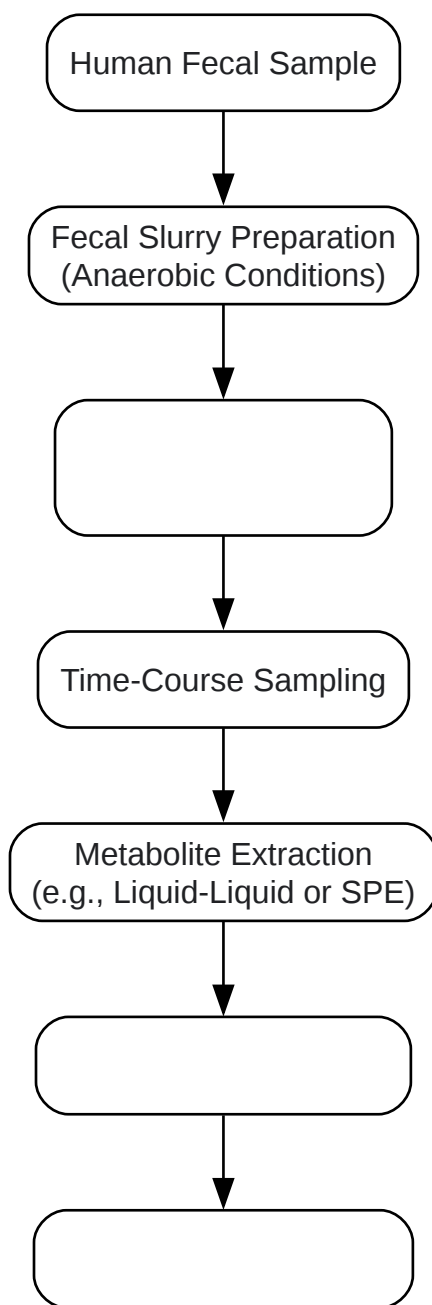 Human Fecal Sample
Fecal Slurry Preparation
(Anaerobic Conditions)
Time-Course Sampling
Metabolite Extraction
(e.g., Liquid-Liquid or SPE)